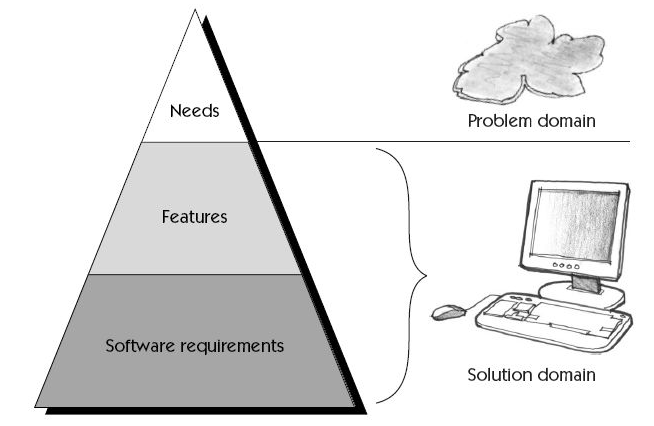 Needs
Problem domain
Features
Software requirements
Solution domain